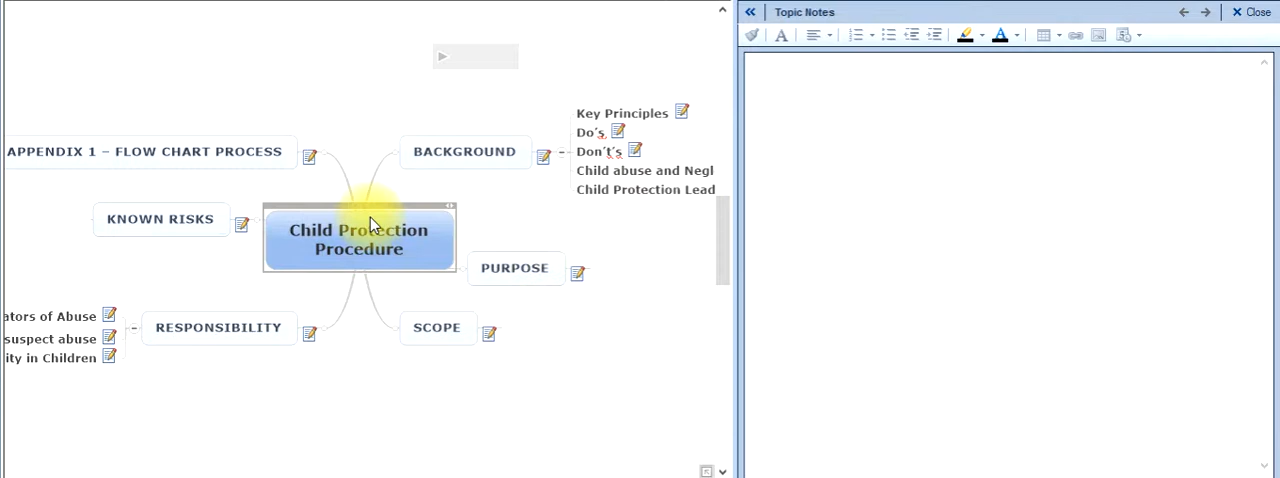 Topic Notes
Close
Key Principles
Do´s
Don´t´s
Child abuse and Negl
Child Protection Lead
APPENDIX 1 – FLOW CHART PROCESS
BACKGROUND
KNOWN RISKS
Child Protection
Procedure
PURPOSE
ators of Abuse
suspect abuse
ity in Children
RESPONSIBILITY
SCOPE